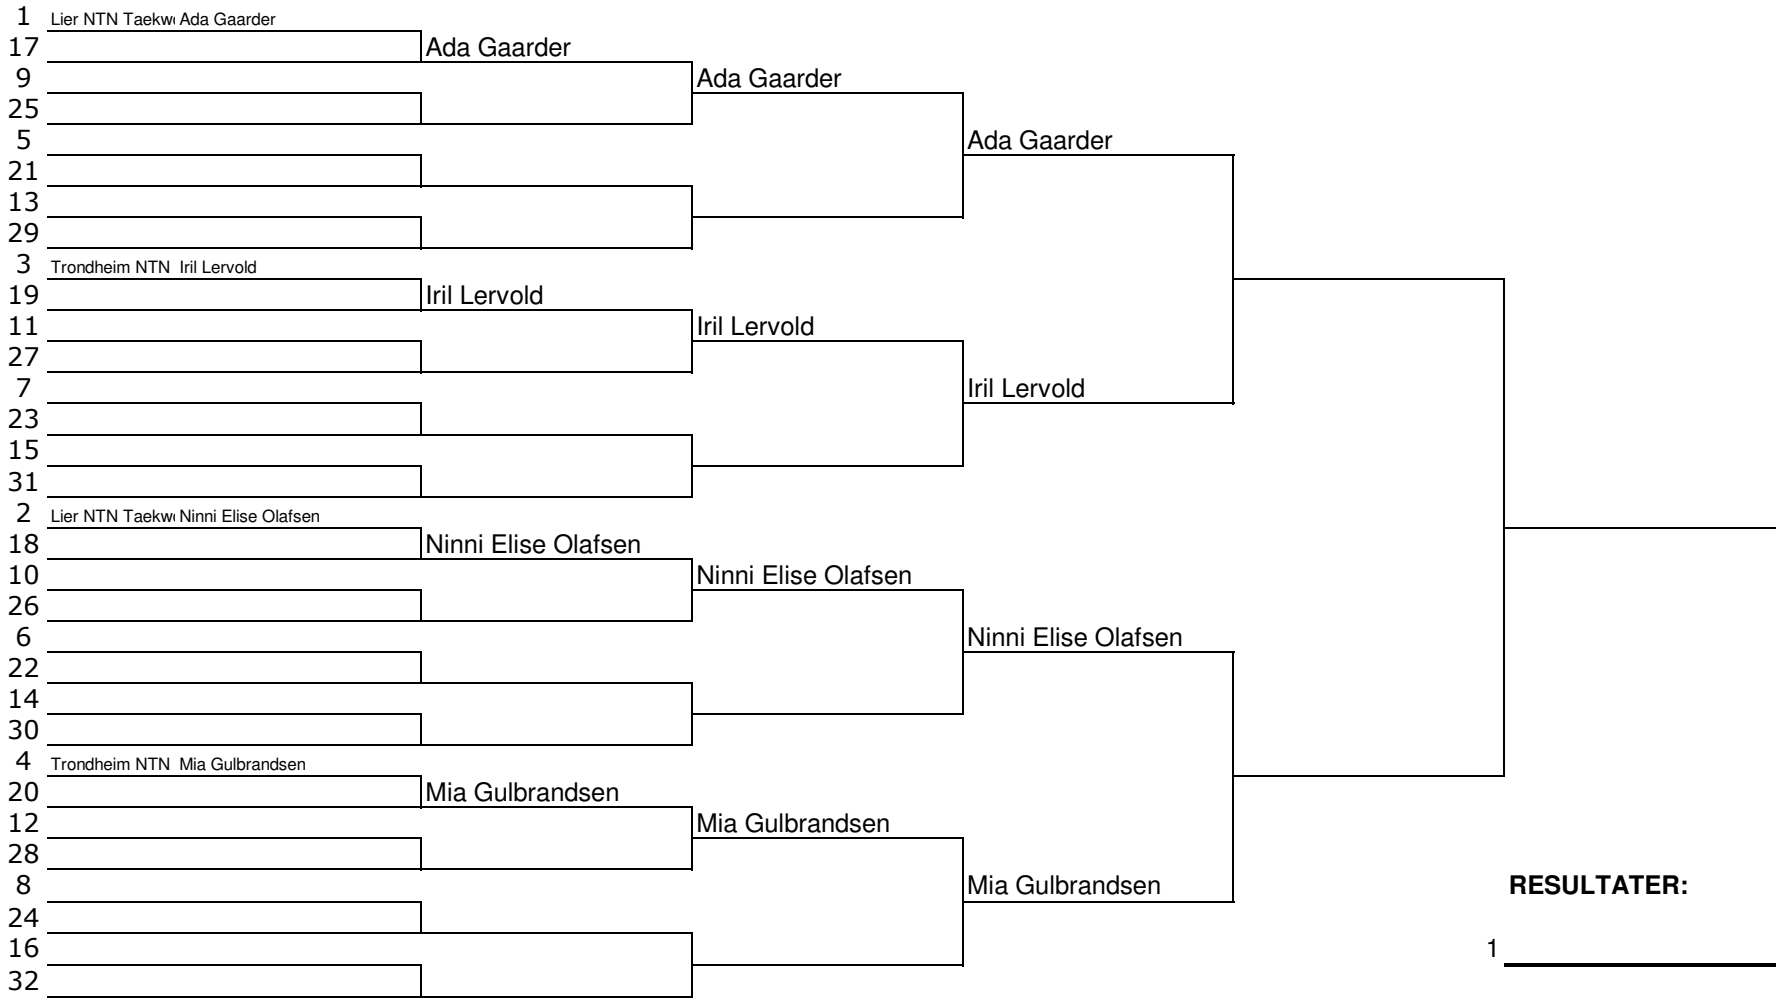 1 Lier NTN Taekw Ada Gaarder
17 Ada Gaarder
9 Ada Gaarder
25
5 Ada Gaarder
21
13
29
3 Trondheim NTN Iril Lervold
19 Iril Lervold
11 Iril Lervold
27
7 Iril Lervold
23
15
31
2 Lier NTN Taekw Ninni Elise Olafsen
18 Ninni Elise Olafsen
10 Ninni Elise Olafsen
26
6 Ninni Elise Olafsen
22
14
30
4 Trondheim NTN Mia Gulbrandsen
20 Mia Gulbrandsen
12 Mia Gulbrandsen
28
8 Mia Gulbrandsen RESULTATER:
24
16 1
32